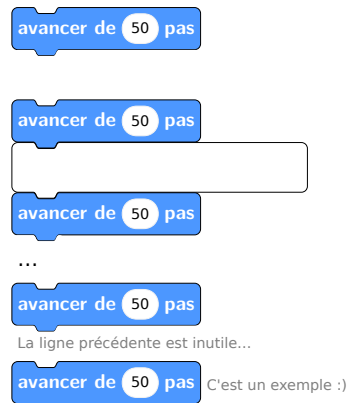 avancer de 50 pas
avancer de 50 pas
avancer de 50 pas
...
avancer de 50 pas
La ligne précédente est inutile...
avancer de 50 pas C'est un exemple :)